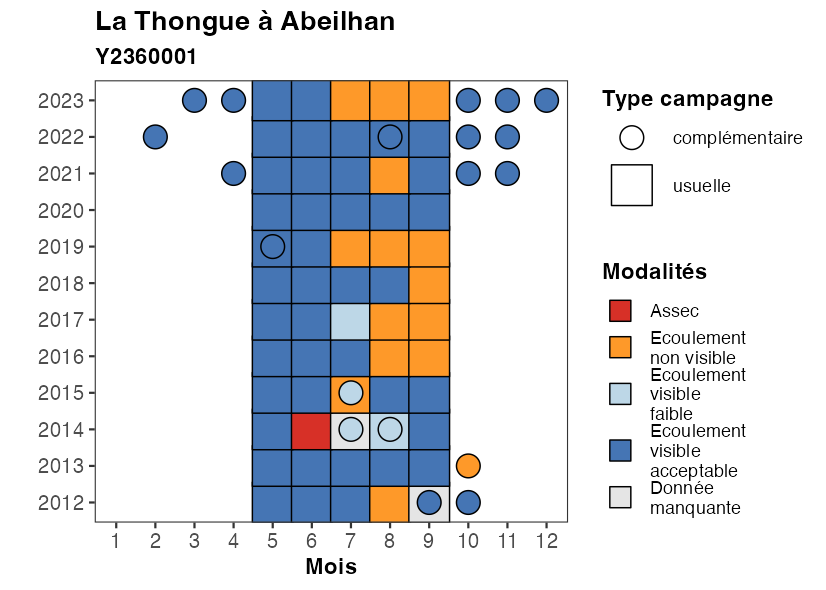 La Thongue à Abeilhan
Y2360001
2023
2022
2021
2020
2019
2018
2017
2016
2015
2014
2013
2012
1 2 3 4 5 6 7 8 9 10 11 12
Mois
Type campagne
complémentaire
usuelle
Modalités
Assec
Ecoulement
non visible
Ecoulement
visible
faible
Ecoulement
visible
acceptable
Donnée
manquante